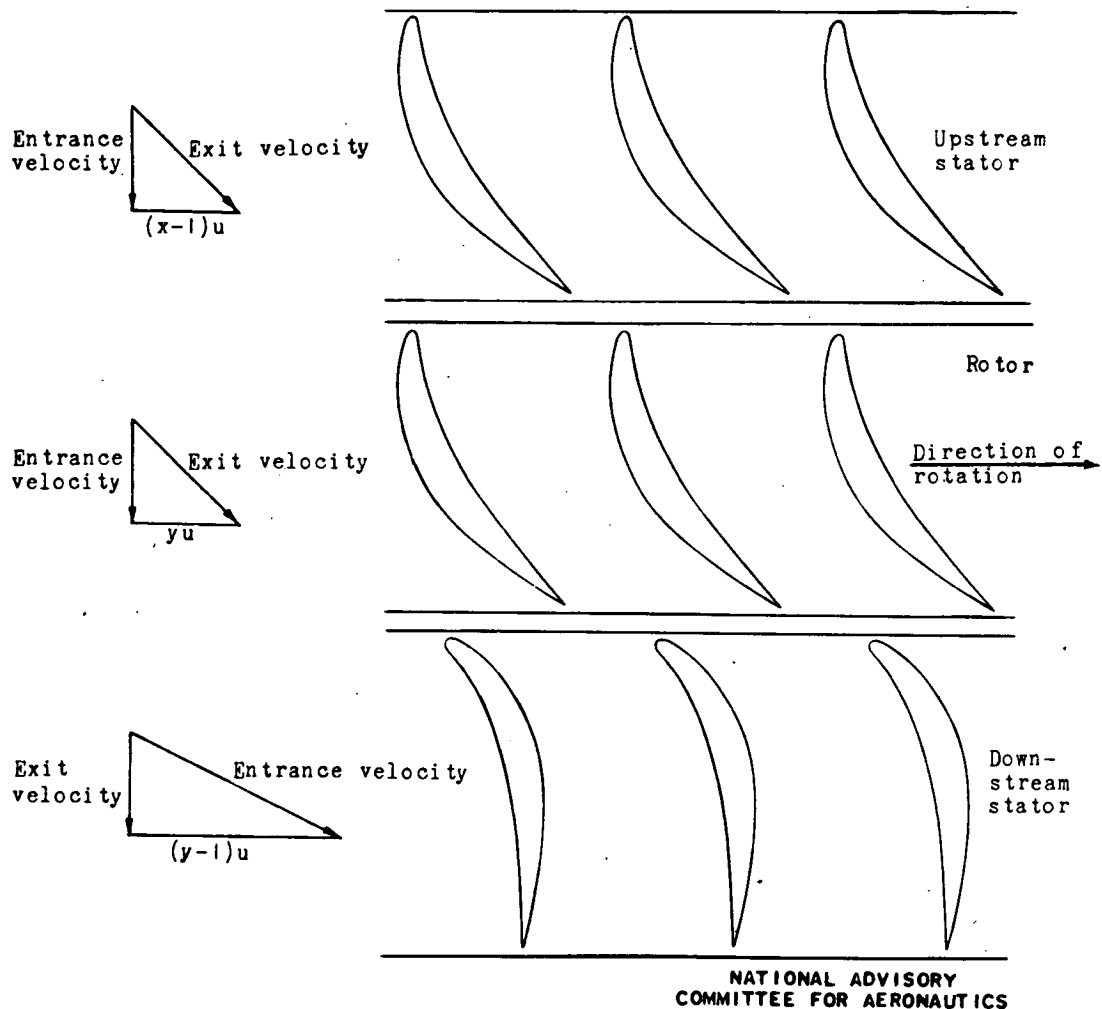 Entrance
velocity
Exit velocity
(x-1)u
Upstream
stator
Rotor
Entrance
velocity
Exit velocity
yu
Direction of
rotation
Exit
velocity
Entrance velocity
(y-1)u
Down-
stream
stator
NATIONAL ADVISORY
COMMITTEE FOR AERONAUTICS